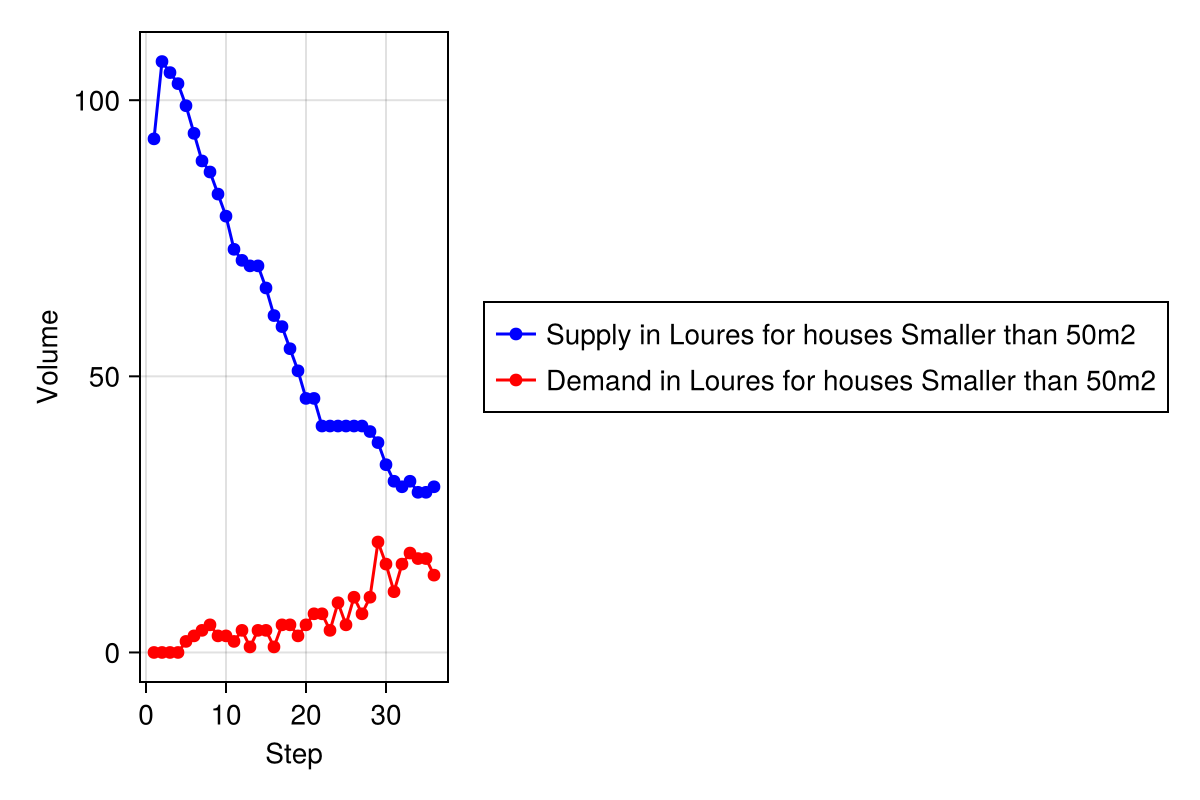 100
50
0
Volume
0 10 20 30
Step
Supply in Loures for houses Smaller than 50m2
Demand in Loures for houses Smaller than 50m2